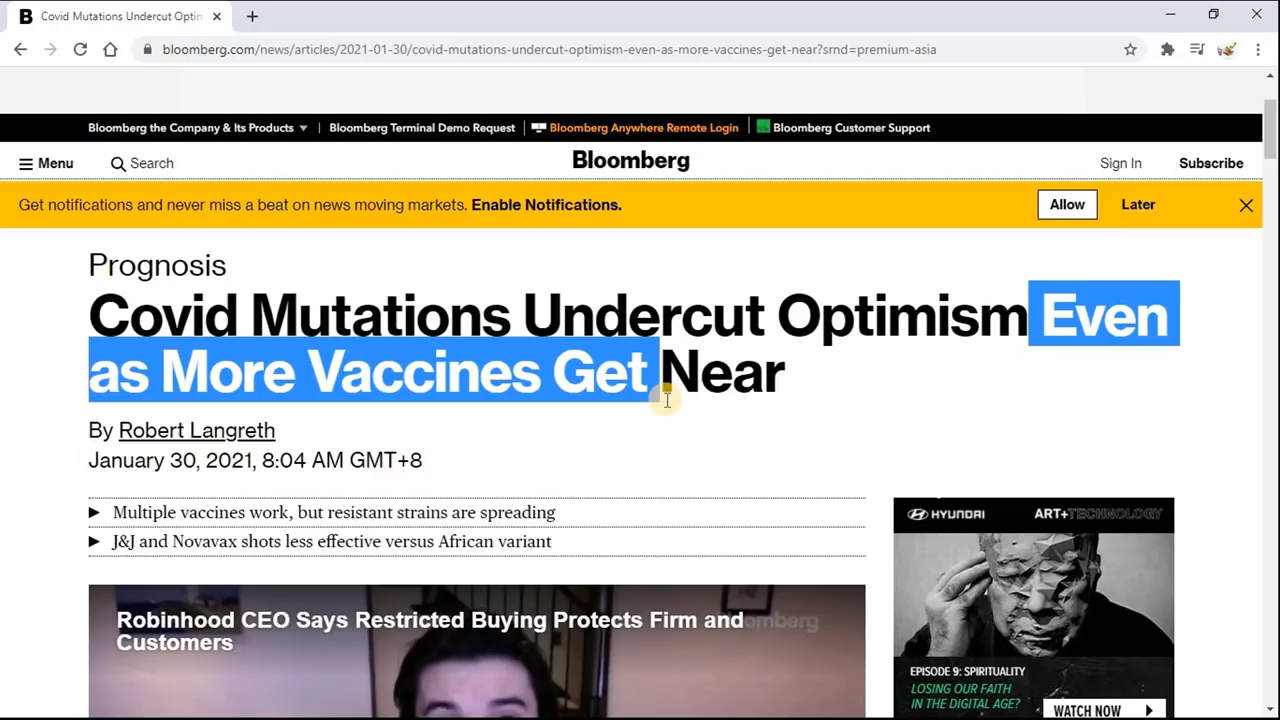 Covid Mutations Undercut Optim
bloomberg.com/news/articles/2021-01-30/covid-mutations-undercut-optimism-even-as-more-vaccines-get-near?srnd=premium-asia
Bloomberg the Company & Its Products Bloomberg Terminal Demo Request Bloomberg Anywhere Remote Login Bloomberg Customer Support
Menu Search Bloomberg Sign In Subscribe
Get notifications and never miss a beat on news moving markets. Enable Notifications. Allow Later
Prognosis
Covid Mutations Undercut Optimism Even
as More Vaccines Get Near
By Robert Langreth
January 30, 2021, 8:04 AM GMT+8
Multiple vaccines work, but resistant strains are spreading
J&J and Novavax shots less effective versus African variant
Robinhood CEO Says Restricted Buying Protects Firm and
Customers
HYUNDAI ART+TECHNOLOGY
EPISODE 9: SPIRITUALITY
LOSING OUR FAITH
IN THE DIGITAL AGE?
WATCH NOW